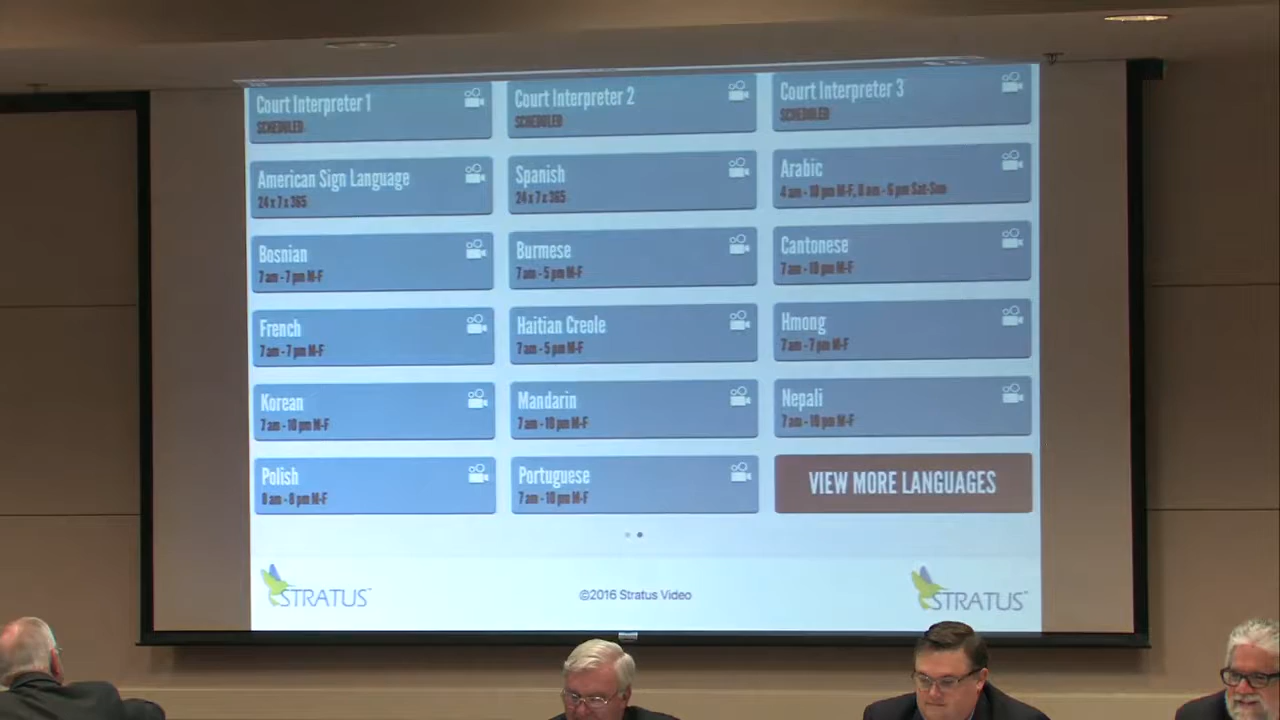 Court Interpreter 1
SCHEDULED
Court Interpreter 2
SCHEDULED
Court Interpreter 3
SCHEDULED
American Sign Language
24 x 7 x 365
Spanish
24 x 7 x 365
Arabic
4 am - 10 pm M-F, 8 am - 6 pm Sat-Sun
Bosnian
7 am - 7 pm M-F
Burmese
7 am - 5 pm M-F
Cantonese
7 am - 10 pm M-F
French
7 am - 7 pm M-F
Haitian Creole
7 am - 5 pm M-F
Hmong
7 am - 7 pm M-F
Korean
7 am - 10 pm M-F
Mandarin
7 am - 10 pm M-F
Nepali
7 am - 10 pm M-F
Polish
8 am - 8 pm M-F
Portuguese
7 am - 10 pm M-F
VIEW MORE LANGUAGES
STRATUS
©2016 Stratus Video
STRATUS